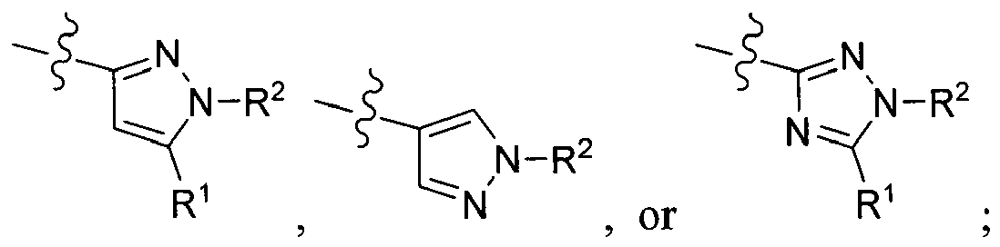 N N N
N–R² N–R²
N–R² N
R¹ N R¹
, , or ;